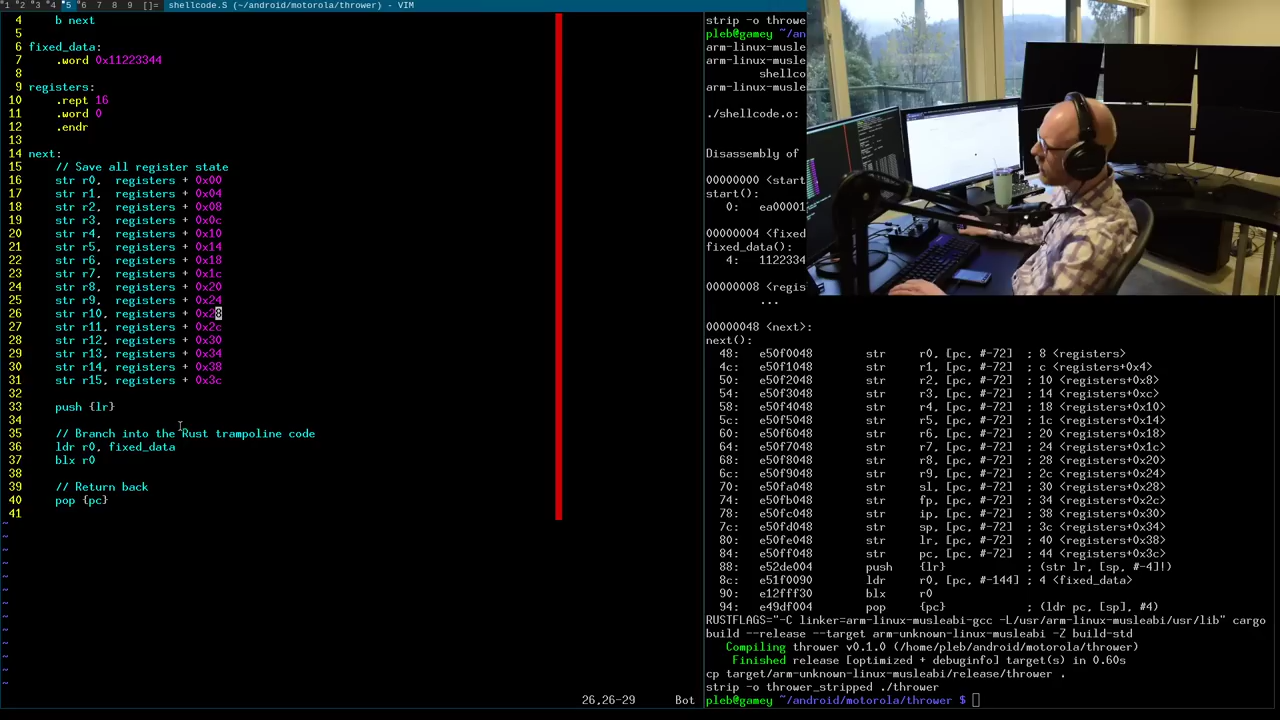 1 2 3 4 5 6 7 8 9 []= shellcode.S (~/android/motorola/thrower) - VIM
4 b next
5
6 fixed_data:
7 .word 0x11223344
8
9 registers:
10 .rept 16
11 .word 0
12 .endr
13
14 next:
15 // Save all register state
16 str r0, registers + 0x00
17 str r1, registers + 0x04
18 str r2, registers + 0x08
19 str r3, registers + 0x0c
20 str r4, registers + 0x10
21 str r5, registers + 0x14
22 str r6, registers + 0x18
23 str r7, registers + 0x1c
24 str r8, registers + 0x20
25 str r9, registers + 0x24
26 str r10, registers + 0x28
27 str r11, registers + 0x2c
28 str r12, registers + 0x30
29 str r13, registers + 0x34
30 str r14, registers + 0x38
31 str r15, registers + 0x3c
32
33 push {lr}
34
35 // Branch into the Rust trampoline code
36 ldr r0, fixed_data
37 blx r0
38
39 // Return back
40 pop {pc}
41
~
~
~
~
~
~
~
~
~
~
~
~
~
26,26-29 Bot
strip -o throwe
pleb@gamey ~/an
arm-linux-musle
arm-linux-musle
shellco
arm-linux-musle
./shellcode.o:
Disassembly of
00000000 <start
start():
0: ea00001
00000004 <fixed
fixed_data():
4: 1122334
00000008 <regis
...
00000048 <next>:
next():
48: e50f0048 str r0, [pc, #-72] ; 8 <registers>
4c: e50f1048 str r1, [pc, #-72] ; c <registers+0x4>
50: e50f2048 str r2, [pc, #-72] ; 10 <registers+0x8>
54: e50f3048 str r3, [pc, #-72] ; 14 <registers+0xc>
58: e50f4048 str r4, [pc, #-72] ; 18 <registers+0x10>
5c: e50f5048 str r5, [pc, #-72] ; 1c <registers+0x14>
60: e50f6048 str r6, [pc, #-72] ; 20 <registers+0x18>
64: e50f7048 str r7, [pc, #-72] ; 24 <registers+0x1c>
68: e50f8048 str r8, [pc, #-72] ; 28 <registers+0x20>
6c: e50f9048 str r9, [pc, #-72] ; 2c <registers+0x24>
70: e50fa048 str sl, [pc, #-72] ; 30 <registers+0x28>
74: e50fb048 str fp, [pc, #-72] ; 34 <registers+0x2c>
78: e50fc048 str ip, [pc, #-72] ; 38 <registers+0x30>
7c: e50fd048 str sp, [pc, #-72] ; 3c <registers+0x34>
80: e50fe048 str lr, [pc, #-72] ; 40 <registers+0x38>
84: e50ff048 str pc, [pc, #-72] ; 44 <registers+0x3c>
88: e52de004 push {lr} ; (str lr, [sp, #-4]!)
8c: e51f0090 ldr r0, [pc, #-144] ; 4 <fixed_data>
90: e12fff30 blx r0
94: e49df004 pop {pc} ; (ldr pc, [sp], #4)
RUSTFLAGS="-C linker=arm-linux-musleabi-gcc -L/usr/arm-linux-musleabi/usr/lib" cargo
build --release --target arm-unknown-linux-musleabi -Z build-std
Compiling thrower v0.1.0 (/home/pleb/android/motorola/thrower)
Finished release [optimized + debuginfo] target(s) in 0.60s
cp target/arm-unknown-linux-musleabi/release/thrower .
strip -o thrower_stripped ./thrower
pleb@gamey ~/android/motorola/thrower $